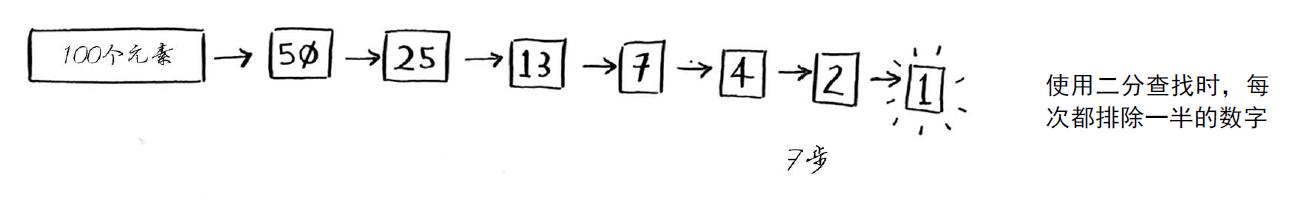 100个元素 → 50 → 25 → 13 → 7 → 4 → 2 → 1
使用二分查找时，每
次都排除一半的数字
7步